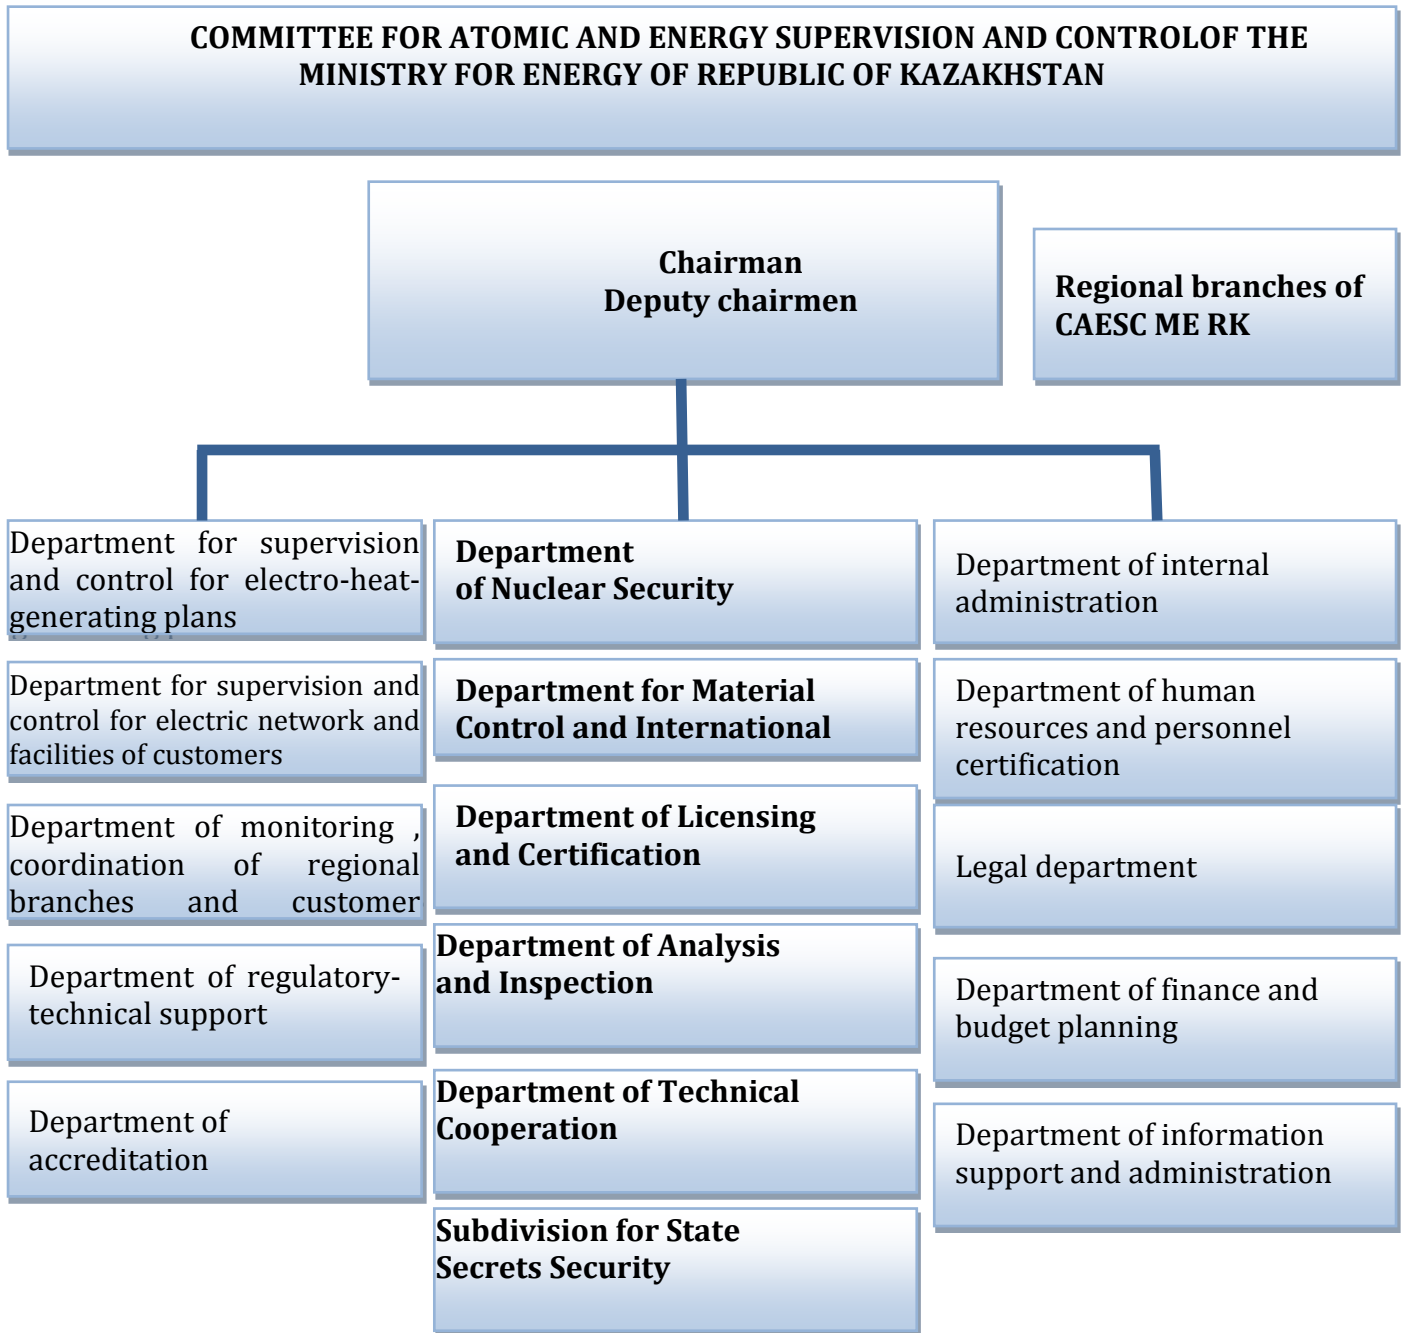 COMMITTEE FOR ATOMIC AND ENERGY SUPERVISION AND CONTROLOF THE
MINISTRY FOR ENERGY OF REPUBLIC OF KAZAKHSTAN
Chairman
Deputy chairmen
Regional branches of
CAESC ME RK
Department for supervision
and control for electro-heat-
generating plans
Department for supervision and
control for electric network and
facilities of customers
Department of monitoring ,
coordination of regional
branches and customer
Department of regulatory-
technical support
Department of
accreditation
Department
of Nuclear Security
Department for Material
Control and International
Department of Licensing
and Certification
Department of Analysis
and Inspection
Department of Technical
Cooperation
Subdivision for State
Secrets Security
Department of internal
administration
Department of human
resources and personnel
certification
Legal department
Department of finance and
budget planning
Department of information
support and administration